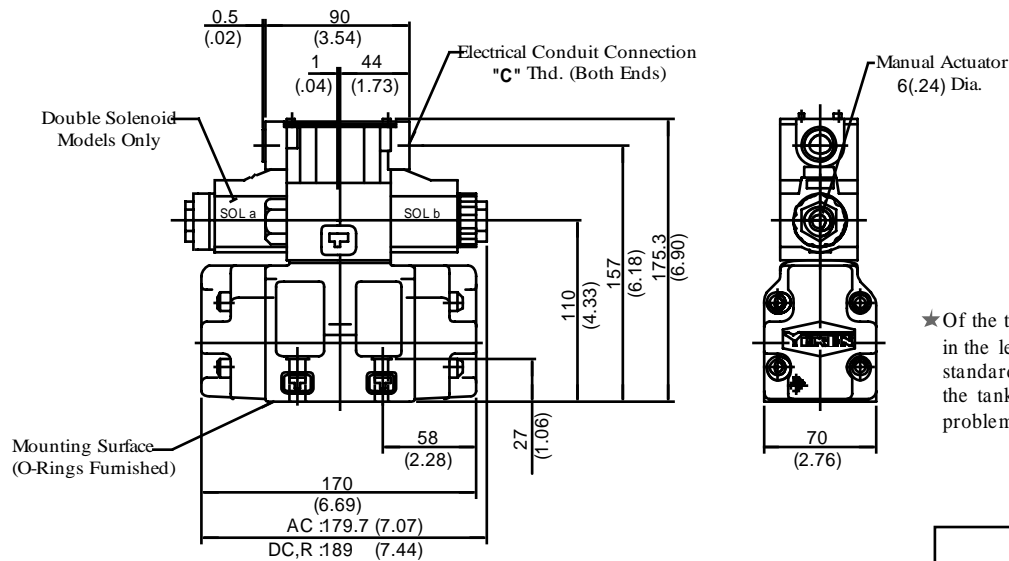 0.5
(.02)
90
(3.54)
1
(.04)
44
(1.73)
Electrical Conduit Connection
"C" Thd. (Both Ends)
Double Solenoid
Models Only
SOL a
SOL b
110
(4.33)
157
(6.18)
175.3
(6.90)
27
(1.06)
58
(2.28)
Mounting Surface
(O-Rings Furnished)
170
(6.69)
AC :179.7 (7.07)
DC,R :189 (7.44)
Manual Actuator
6(.24) Dia.
70
(2.76)
★Of the t
in the le
standard
the tank
problem